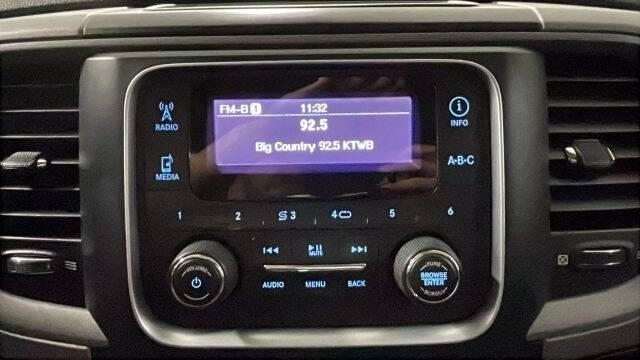 FM-B 1 11:32
92.5
Big Country 92.5 KTWB
RADIO
MEDIA
INFO
A-B-C
1 2 3 4 5 6
MUTE
AUDIO MENU BACK
VOLUME
TUNE
BROWSE
ENTER
SCROLL